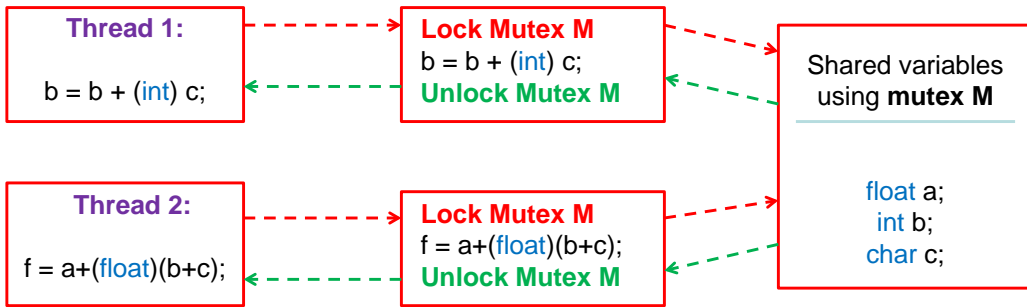 Thread 1:
b = b + (int) c;
Lock Mutex M
b = b + (int) c;
Unlock Mutex M
Shared variables
using mutex M
float a;
int b;
char c;
Thread 2:
f = a+(float)(b+c);
Lock Mutex M
f = a+(float)(b+c);
Unlock Mutex M